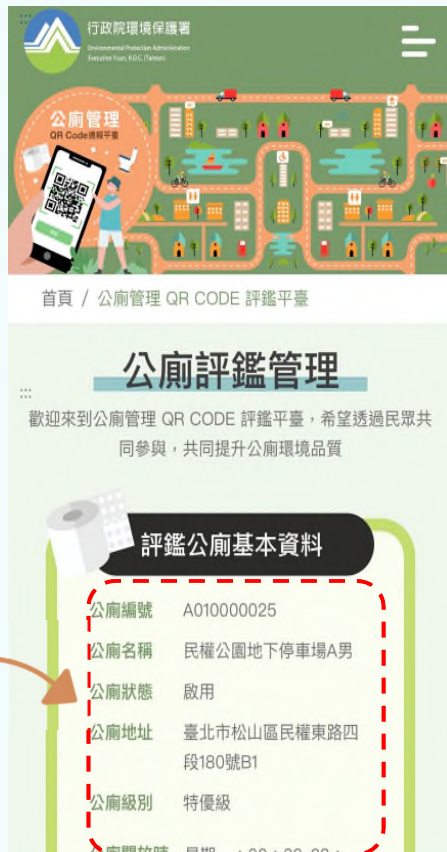 行政院環境保護署
Environmental Protection Administration
Executive Yuan, R.O.C. (Taiwan)
公廁管理
QR Code通報平臺
首頁 / 公廁管理 QR CODE 評鑑平臺
公廁評鑑管理
歡迎來到公廁管理 QR CODE 評鑑平臺，希望透過民眾共
同參與，共同提升公廁環境品質
評鑑公廁基本資料
公廁編號 A010000025
公廁名稱 民權公園地下停車場A男
公廁狀態 啟用
公廁地址 臺北市松山區民權東路四
段180號B1
公廁級別 特優級
公廁開放時